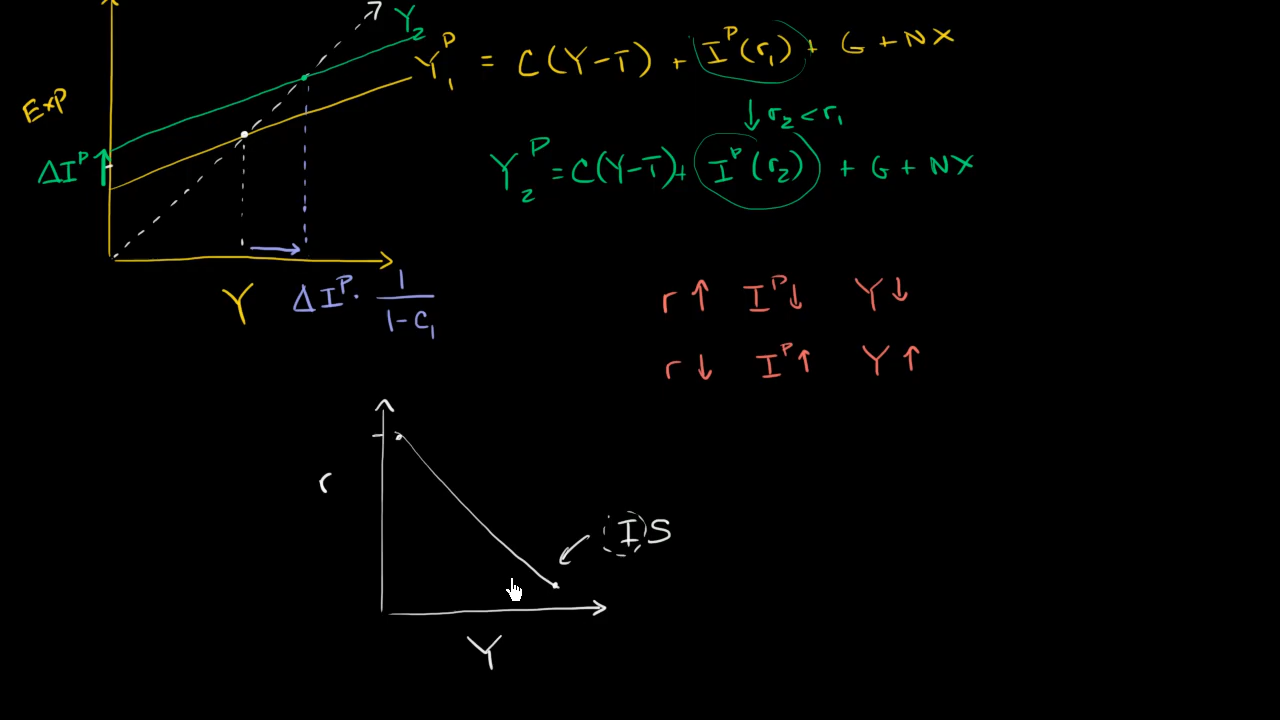 Y₂
Y₁ᴾ = C(Y-T) + Iᴾ(r₁) + G + NX
Exp
↓ r₂ < r₁
ΔIᴾ ↑
Y₂ᴾ = C(Y-T) + Iᴾ(r₂) + G + NX
Y
ΔIᴾ · 1/(1-C₁)
r ↑ Iᴾ ↓ Y ↓
r ↓ Iᴾ ↑ Y ↑
r
IS
Y